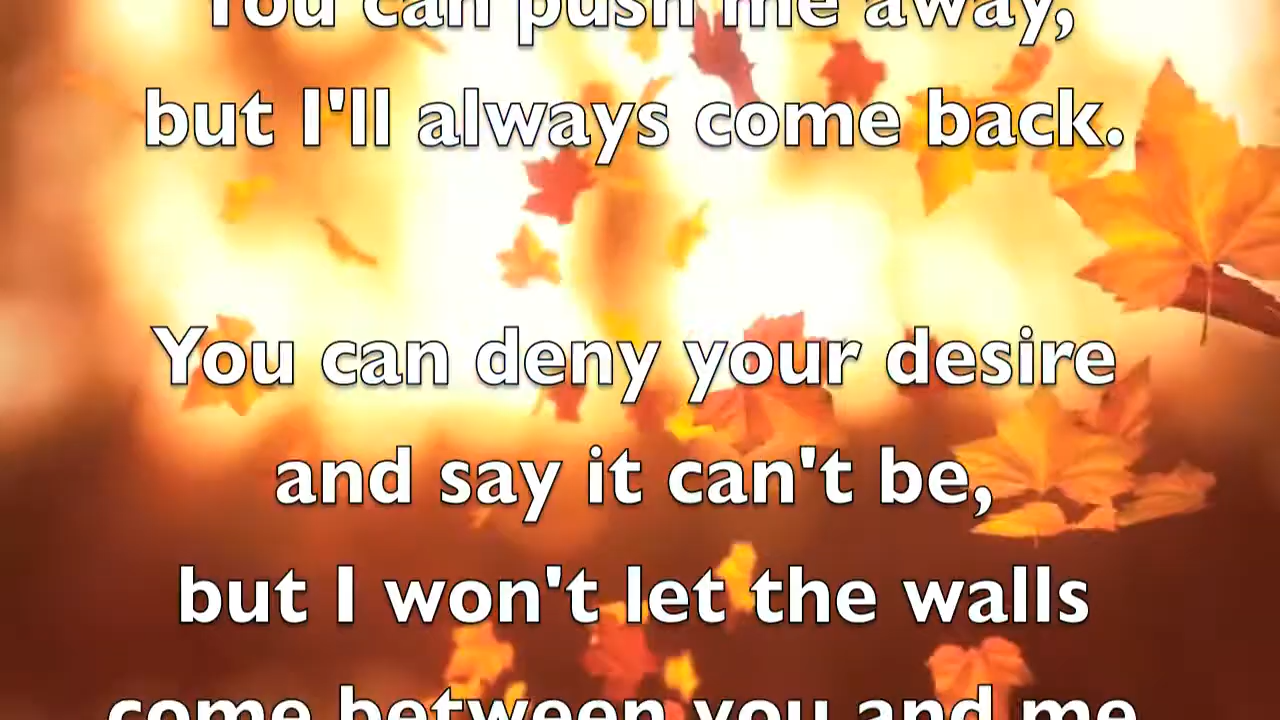 You can push me away,
but I'll always come back.
You can deny your desire
and say it can't be,
but I won't let the walls
come between you and me